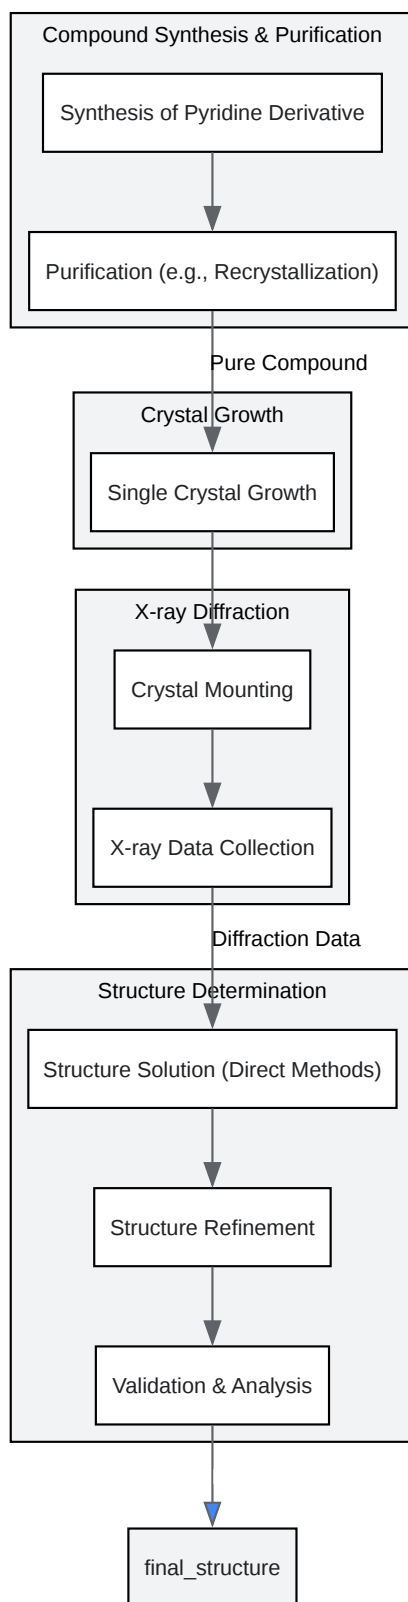 Compound Synthesis & Purification
Synthesis of Pyridine Derivative
Purification (e.g., Recrystallization)
Pure Compound
Crystal Growth
Single Crystal Growth
X-ray Diffraction
Crystal Mounting
X-ray Data Collection
Diffraction Data
Structure Determination
Structure Solution (Direct Methods)
Structure Refinement
Validation & Analysis
final_structure